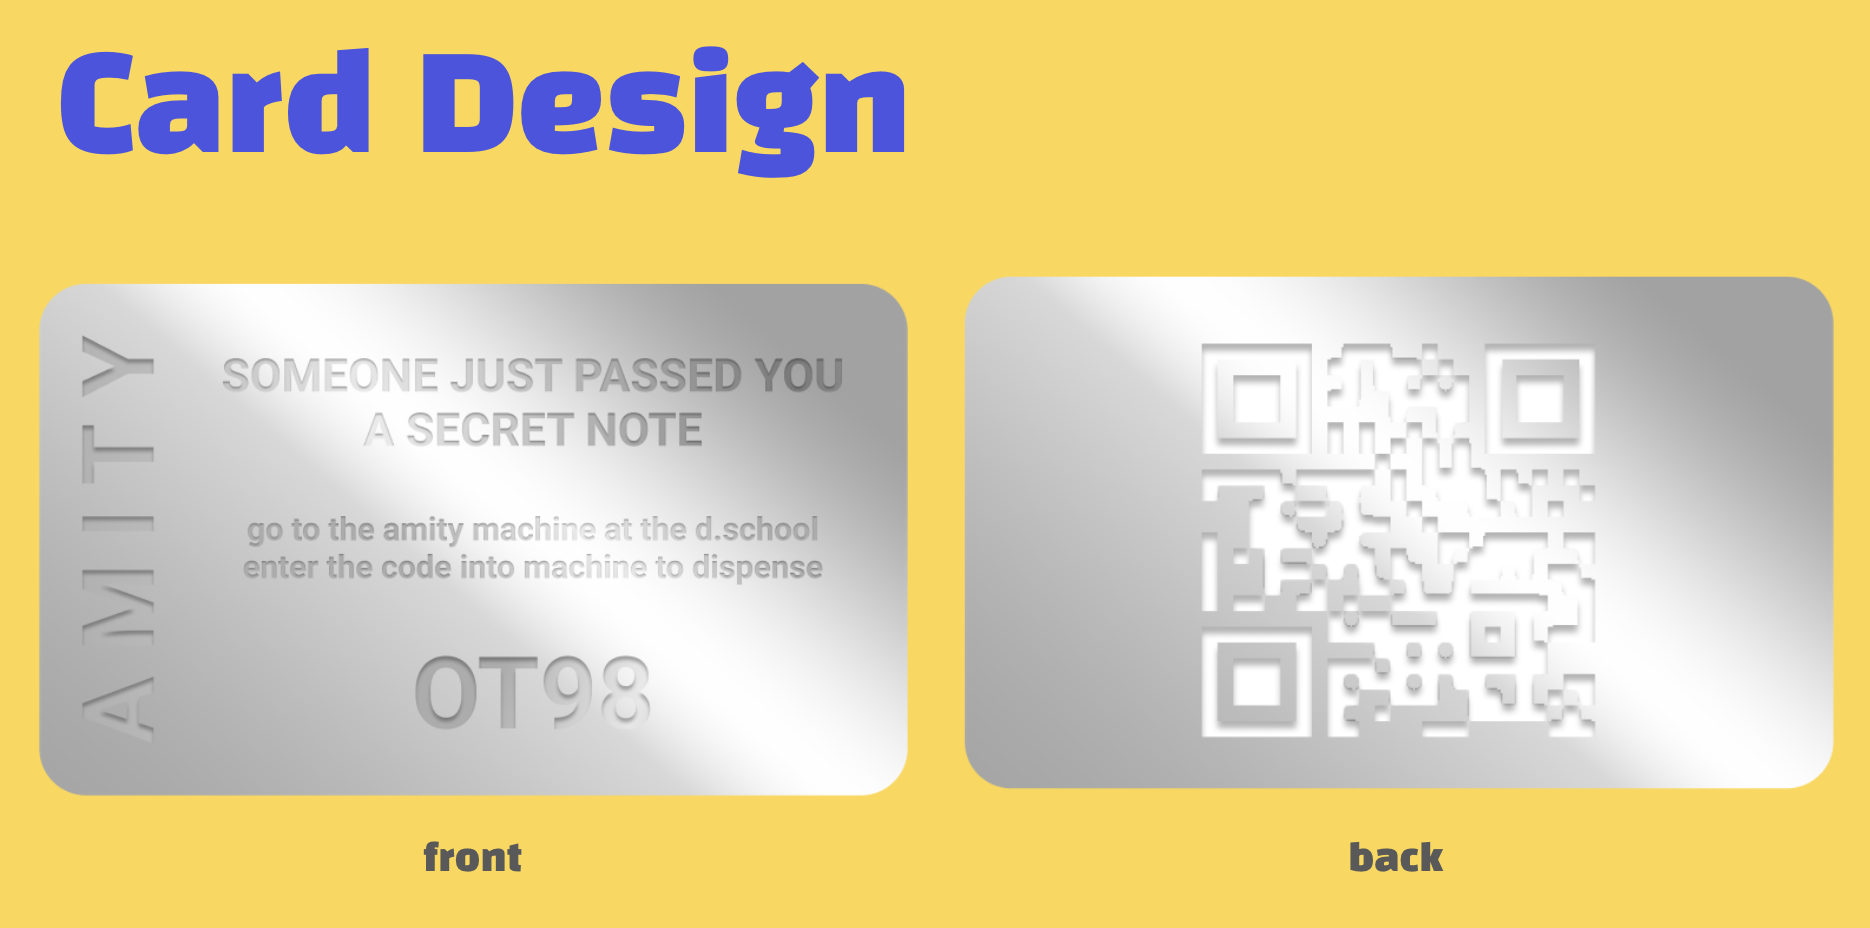 Card Design
AMITY
SOMEONE JUST PASSED YOU
A SECRET NOTE
go to the amity machine at the d.school
enter the code into machine to dispense
OT98
front
back